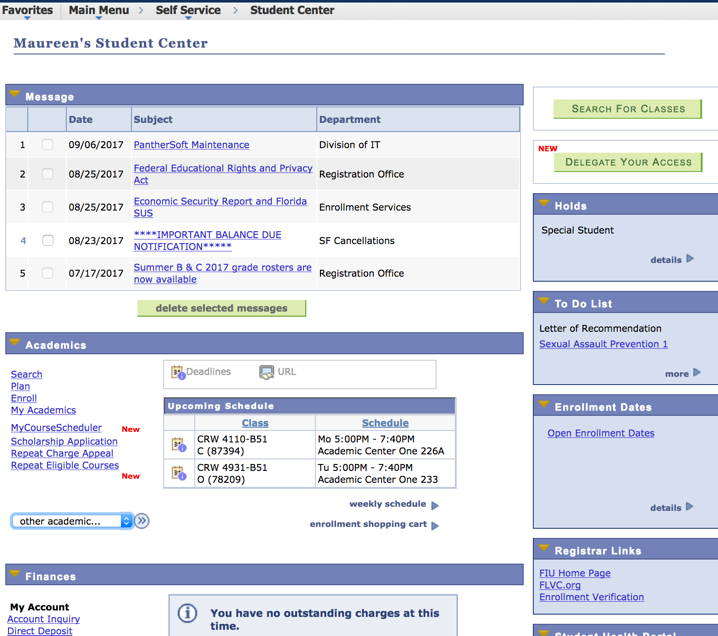 Favorites Main Menu > Self Service > Student Center
Maureen's Student Center
Message
Date Subject Department
1 09/06/2017 PantherSoft Maintenance Division of IT
2 08/25/2017 Federal Educational Rights and Privacy Registration Office
Act
3 08/25/2017 Economic Security Report and Florida Enrollment Services
SUS
4 08/23/2017 ****IMPORTANT BALANCE DUE SF Cancellations
NOTIFICATION*****
5 07/17/2017 Summer B & C 2017 grade rosters are Registration Office
now available
delete selected messages
Academics
Search
Plan
Enroll
My Academics
MyCourseScheduler New
Scholarship Application
Repeat Charge Appeal
Repeat Eligible Courses
New
other academic...
Deadlines URL
Upcoming Schedule
Class Schedule
CRW 4110-B51 Mo 5:00PM - 7:40PM
C (87394) Academic Center One 226A
CRW 4931-B51 Tu 5:00PM - 7:40PM
O (78209) Academic Center One 233
weekly schedule
enrollment shopping cart
Finances
My Account
Account Inquiry
Direct Deposit
You have no outstanding charges at this
time.
SEARCH FOR CLASSES
NEW
DELEGATE YOUR ACCESS
Holds
Special Student
details
To Do List
Letter of Recommendation
Sexual Assault Prevention 1
more
Enrollment Dates
Open Enrollment Dates
details
Registrar Links
FIU Home Page
FLVC.org
Enrollment Verification
Student Health Portal